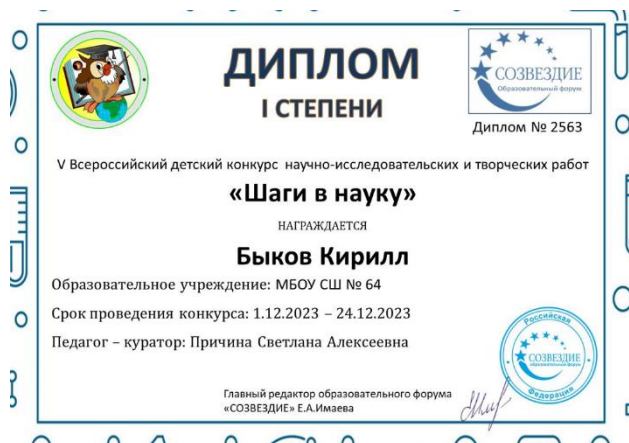 ДИПЛОМ
I СТЕПЕНИ
СОЗВЕЗДИЕ
Образовательный форум
Диплом № 2563
V Всероссийский детский конкурс научно-исследовательских и творческих работ
«Шаги в науку»
НАГРАЖДАЕТСЯ
Быков Кирилл
Образовательное учреждение: МБОУ СШ № 64
Срок проведения конкурса: 1.12.2023 – 24.12.2023
Педагог – куратор: Причина Светлана Алексеевна
Главный редактор образовательного форума
«СОЗВЕЗДИЕ» Е.А.Имаева
Российская
СОЗВЕЗДИЕ
образовательный форум
Федерация